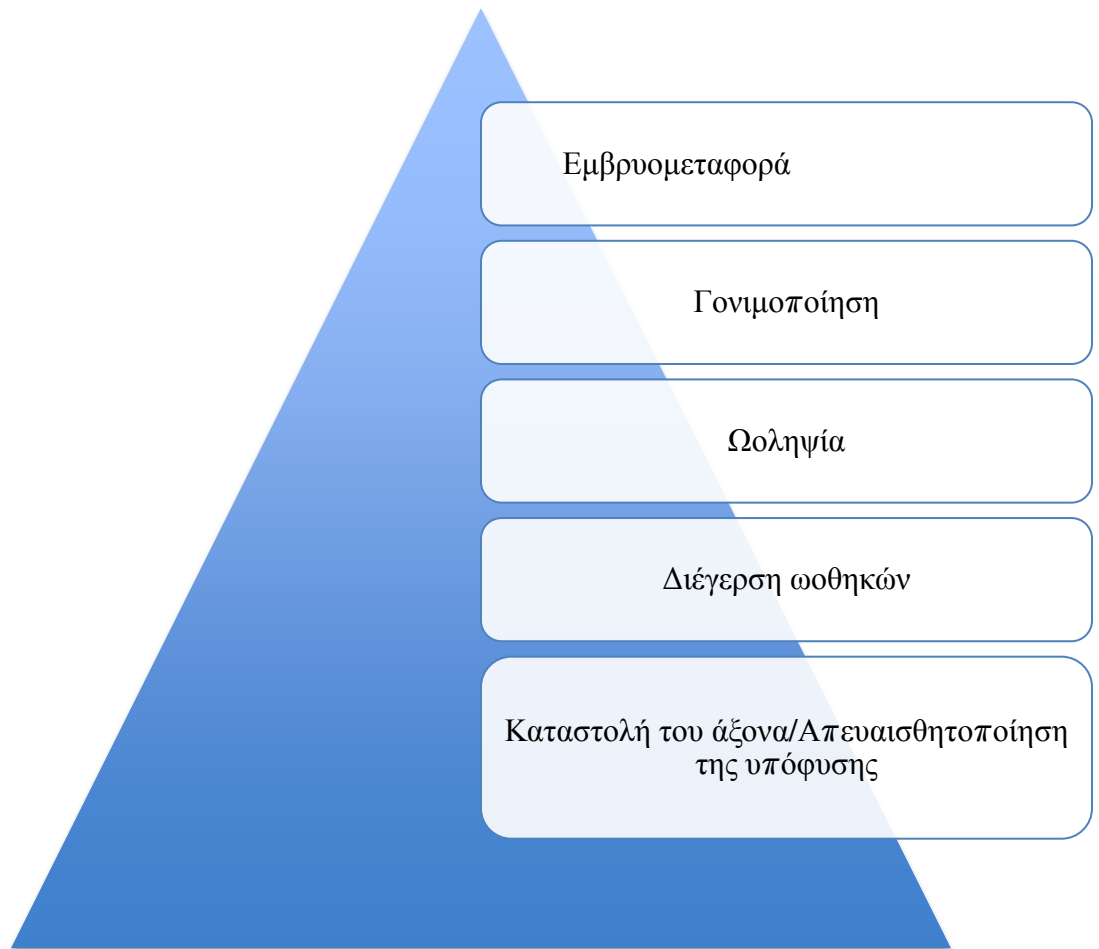 Εμβρυομεταφορά
Γονιμοποίηση
Ωοληψία
Διέγερση ωοθηκών
Καταστολή του άξονα/Απευαισθητοποίηση
της υπόφυσης